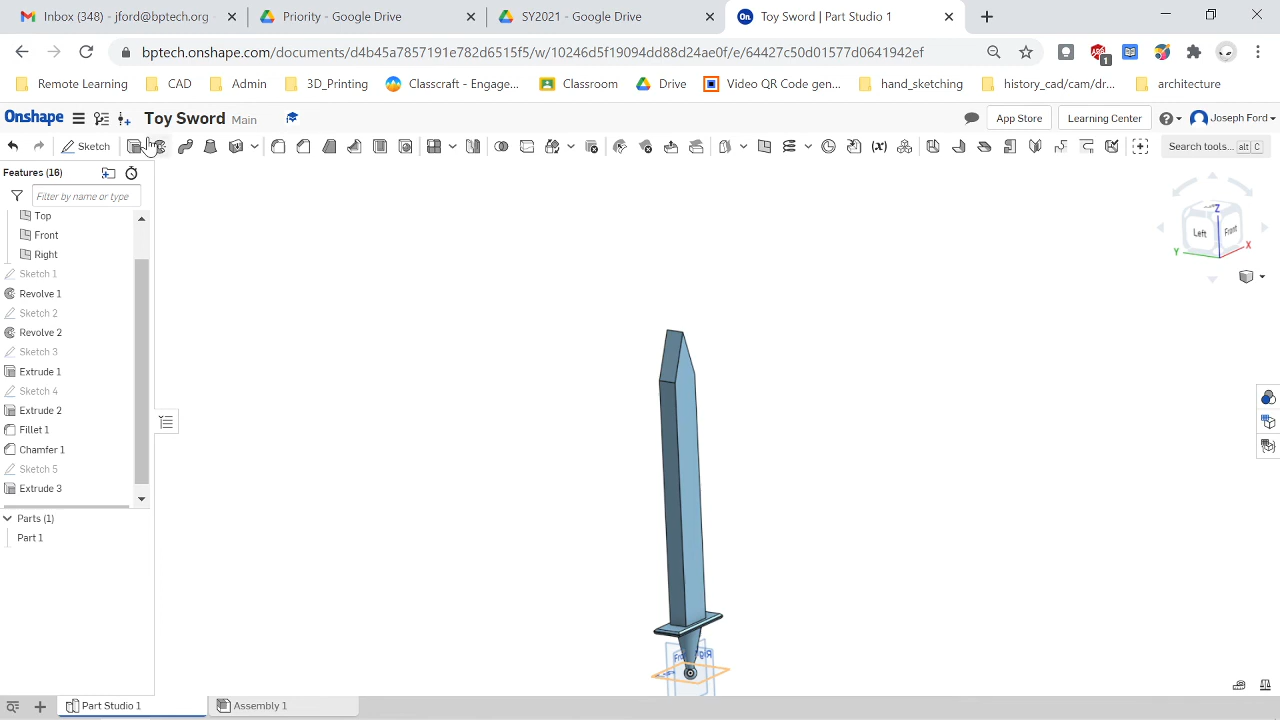 Inbox (348) - jford@bptech.org
Priority - Google Drive
SY2021 - Google Drive
On
Toy Sword | Part Studio 1
bptech.onshape.com/documents/d4b45a7857191e782d6515f5/w/10246d5f19094dd88d24ae0f/e/64427c50d01577d0641942ef
1
Remote Learning
CAD
Admin
3D_Printing
Classcraft - Engage...
Classroom
Drive
Video QR Code gen...
hand_sketching
history_cad/cam/dr...
architecture
Onshape
Toy Sword Main
App Store
Learning Center
Joseph Ford
Sketch
(x)
Search tools... alt C
Features (16)
Filter by name or type
Top
Front
Right
Sketch 1
Revolve 1
Sketch 2
Revolve 2
Sketch 3
Extrude 1
Sketch 4
Extrude 2
Fillet 1
Chamfer 1
Sketch 5
Extrude 3
Parts (1)
Part 1
Z
Left
Front
Y
X
Part Studio 1
Assembly 1